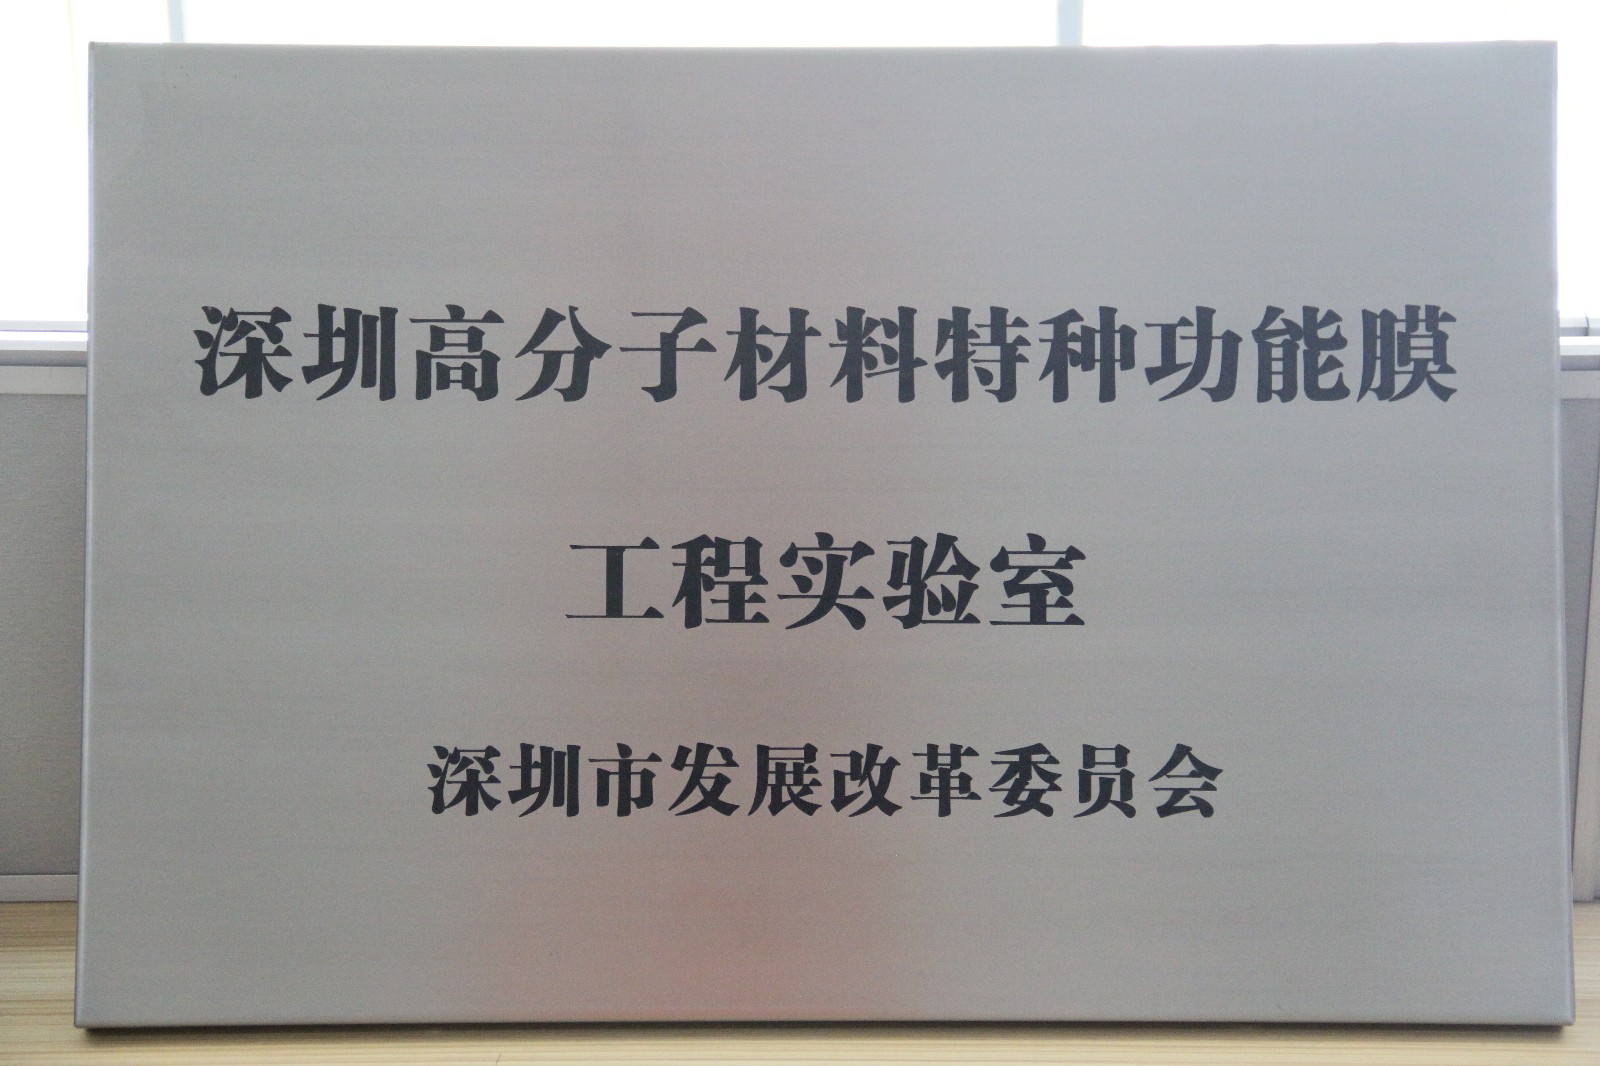 深圳高分子材料特种功能膜
工程实验室
深圳市发展改革委员会